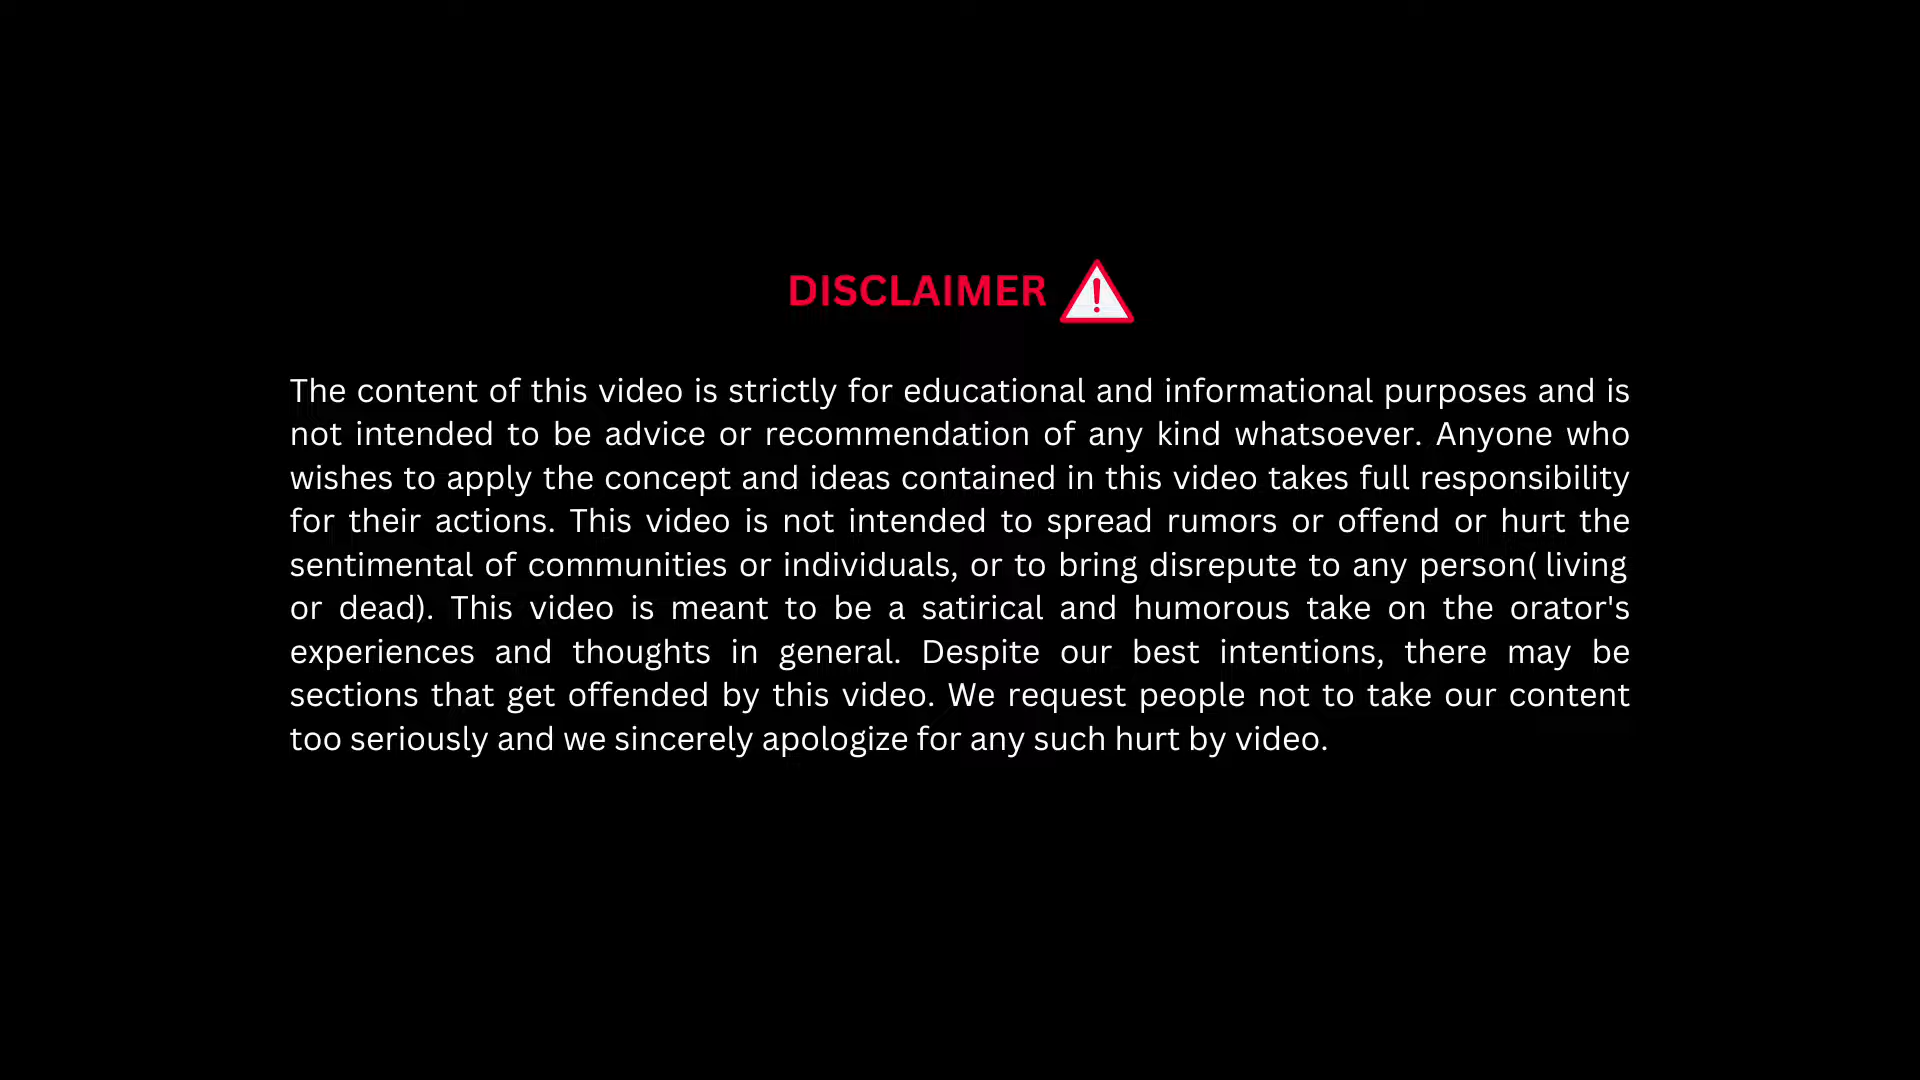 DISCLAIMER
The content of this video is strictly for educational and informational purposes and is
not intended to be advice or recommendation of any kind whatsoever. Anyone who
wishes to apply the concept and ideas contained in this video takes full responsibility
for their actions. This video is not intended to spread rumors or offend or hurt the
sentimental of communities or individuals, or to bring disrepute to any person( living
or dead). This video is meant to be a satirical and humorous take on the orator's
experiences and thoughts in general. Despite our best intentions, there may be
sections that get offended by this video. We request people not to take our content
too seriously and we sincerely apologize for any such hurt by video.